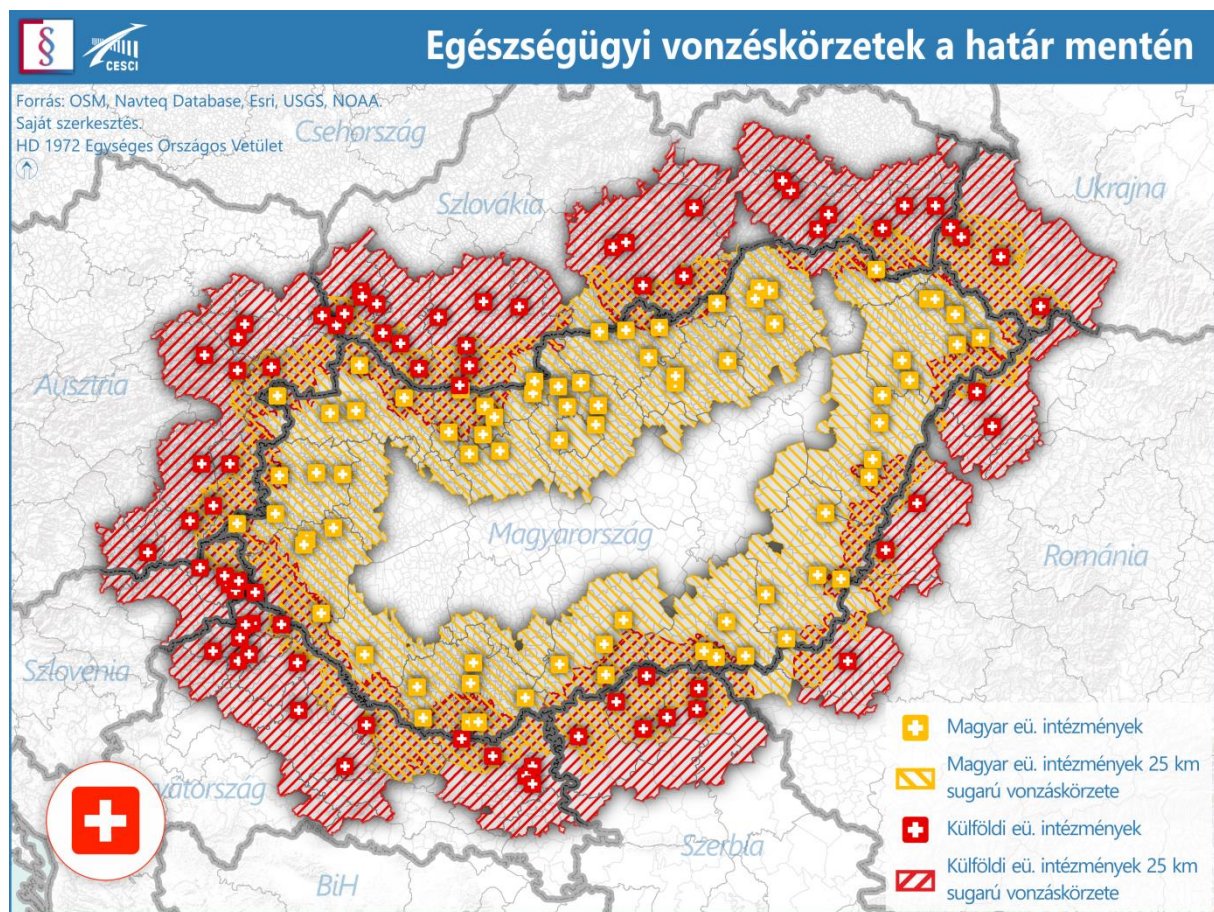 §
CESCI
Egészségügyi vonzéskörzetek a határ mentén
Forrás: OSM, Navteq Database, Esri, USGS, NOAA.
Saját szerkesztés.
HD 1972 Egységes Országos Vetület
Csehország
Szlovákia
Ukrajna
Ausztria
Magyarország
Románia
Szlovénia
vátország
Szerbia
BiH
Magyar eü. intézmények
Magyar eü. intézmények 25 km
sugarú vonzáskörzete
Külföldi eü. intézmények
Külföldi eü. intézmények 25 km
sugarú vonzáskörzete